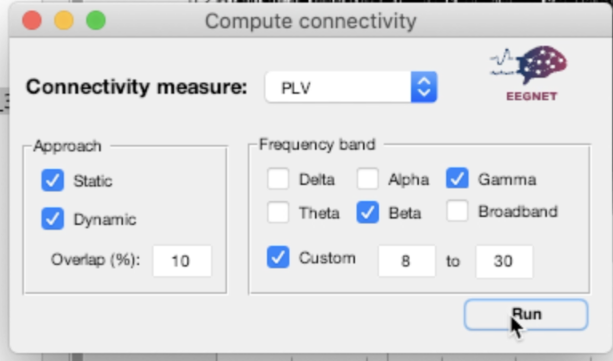 Compute connectivity
Connectivity measure: PLV
EEGNET
Approach
Static
Dynamic
Overlap (%): 10
Frequency band
Delta Alpha Gamma
Theta Beta Broadband
Custom 8 to 30
Run